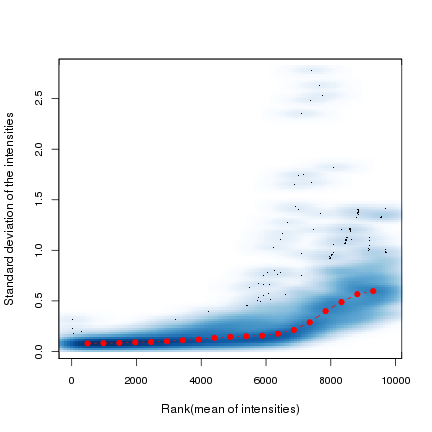 2.5
2.0
1.5
1.0
0.5
0.0
Standard deviation of the intensities
0 2000 4000 6000 8000 10000
Rank(mean of intensities)